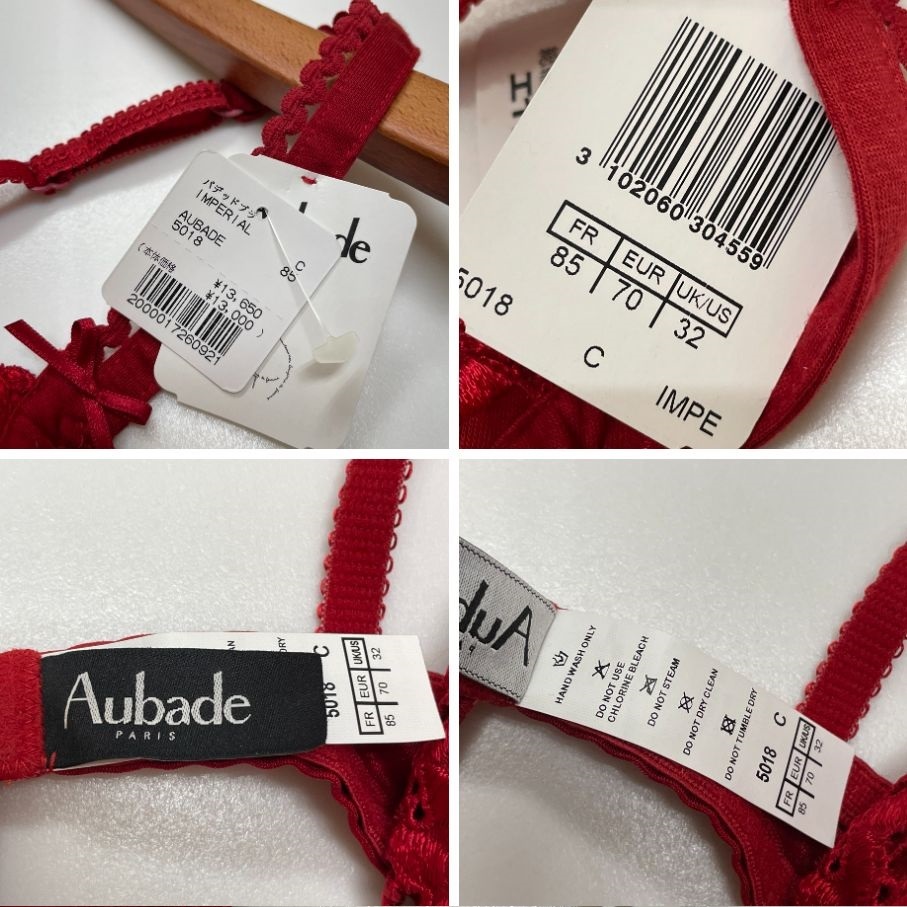 パデッドブラ
IMPERIAL
AUBADE
5018
C
85
(本体価格
¥13,650
¥13,000 )
2000017260921
de
3 102060 304559
FR EUR UK/US
85 70 32
5018
C
IMPE
Aubade
PARIS
C
5018
FR EUR UK/US
85 70 32
Aub
HAND WASH ONLY
DO NOT USE
CHLORINE BLEACH
DO NOT STEAM
DO NOT DRY CLEAN
DO NOT TUMBLE DRY
5018 C
FR EUR UK/US
85 70 32